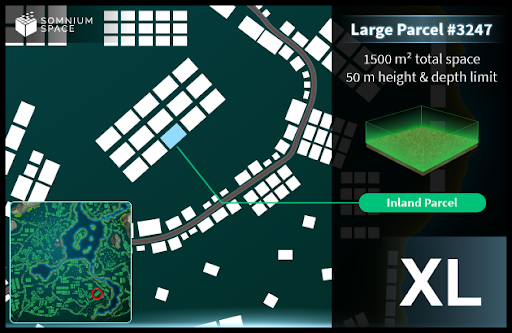 SOMNIUM
SPACE
Large Parcel #3247
1500 m² total space
50 m height & depth limit
Inland Parcel
XL